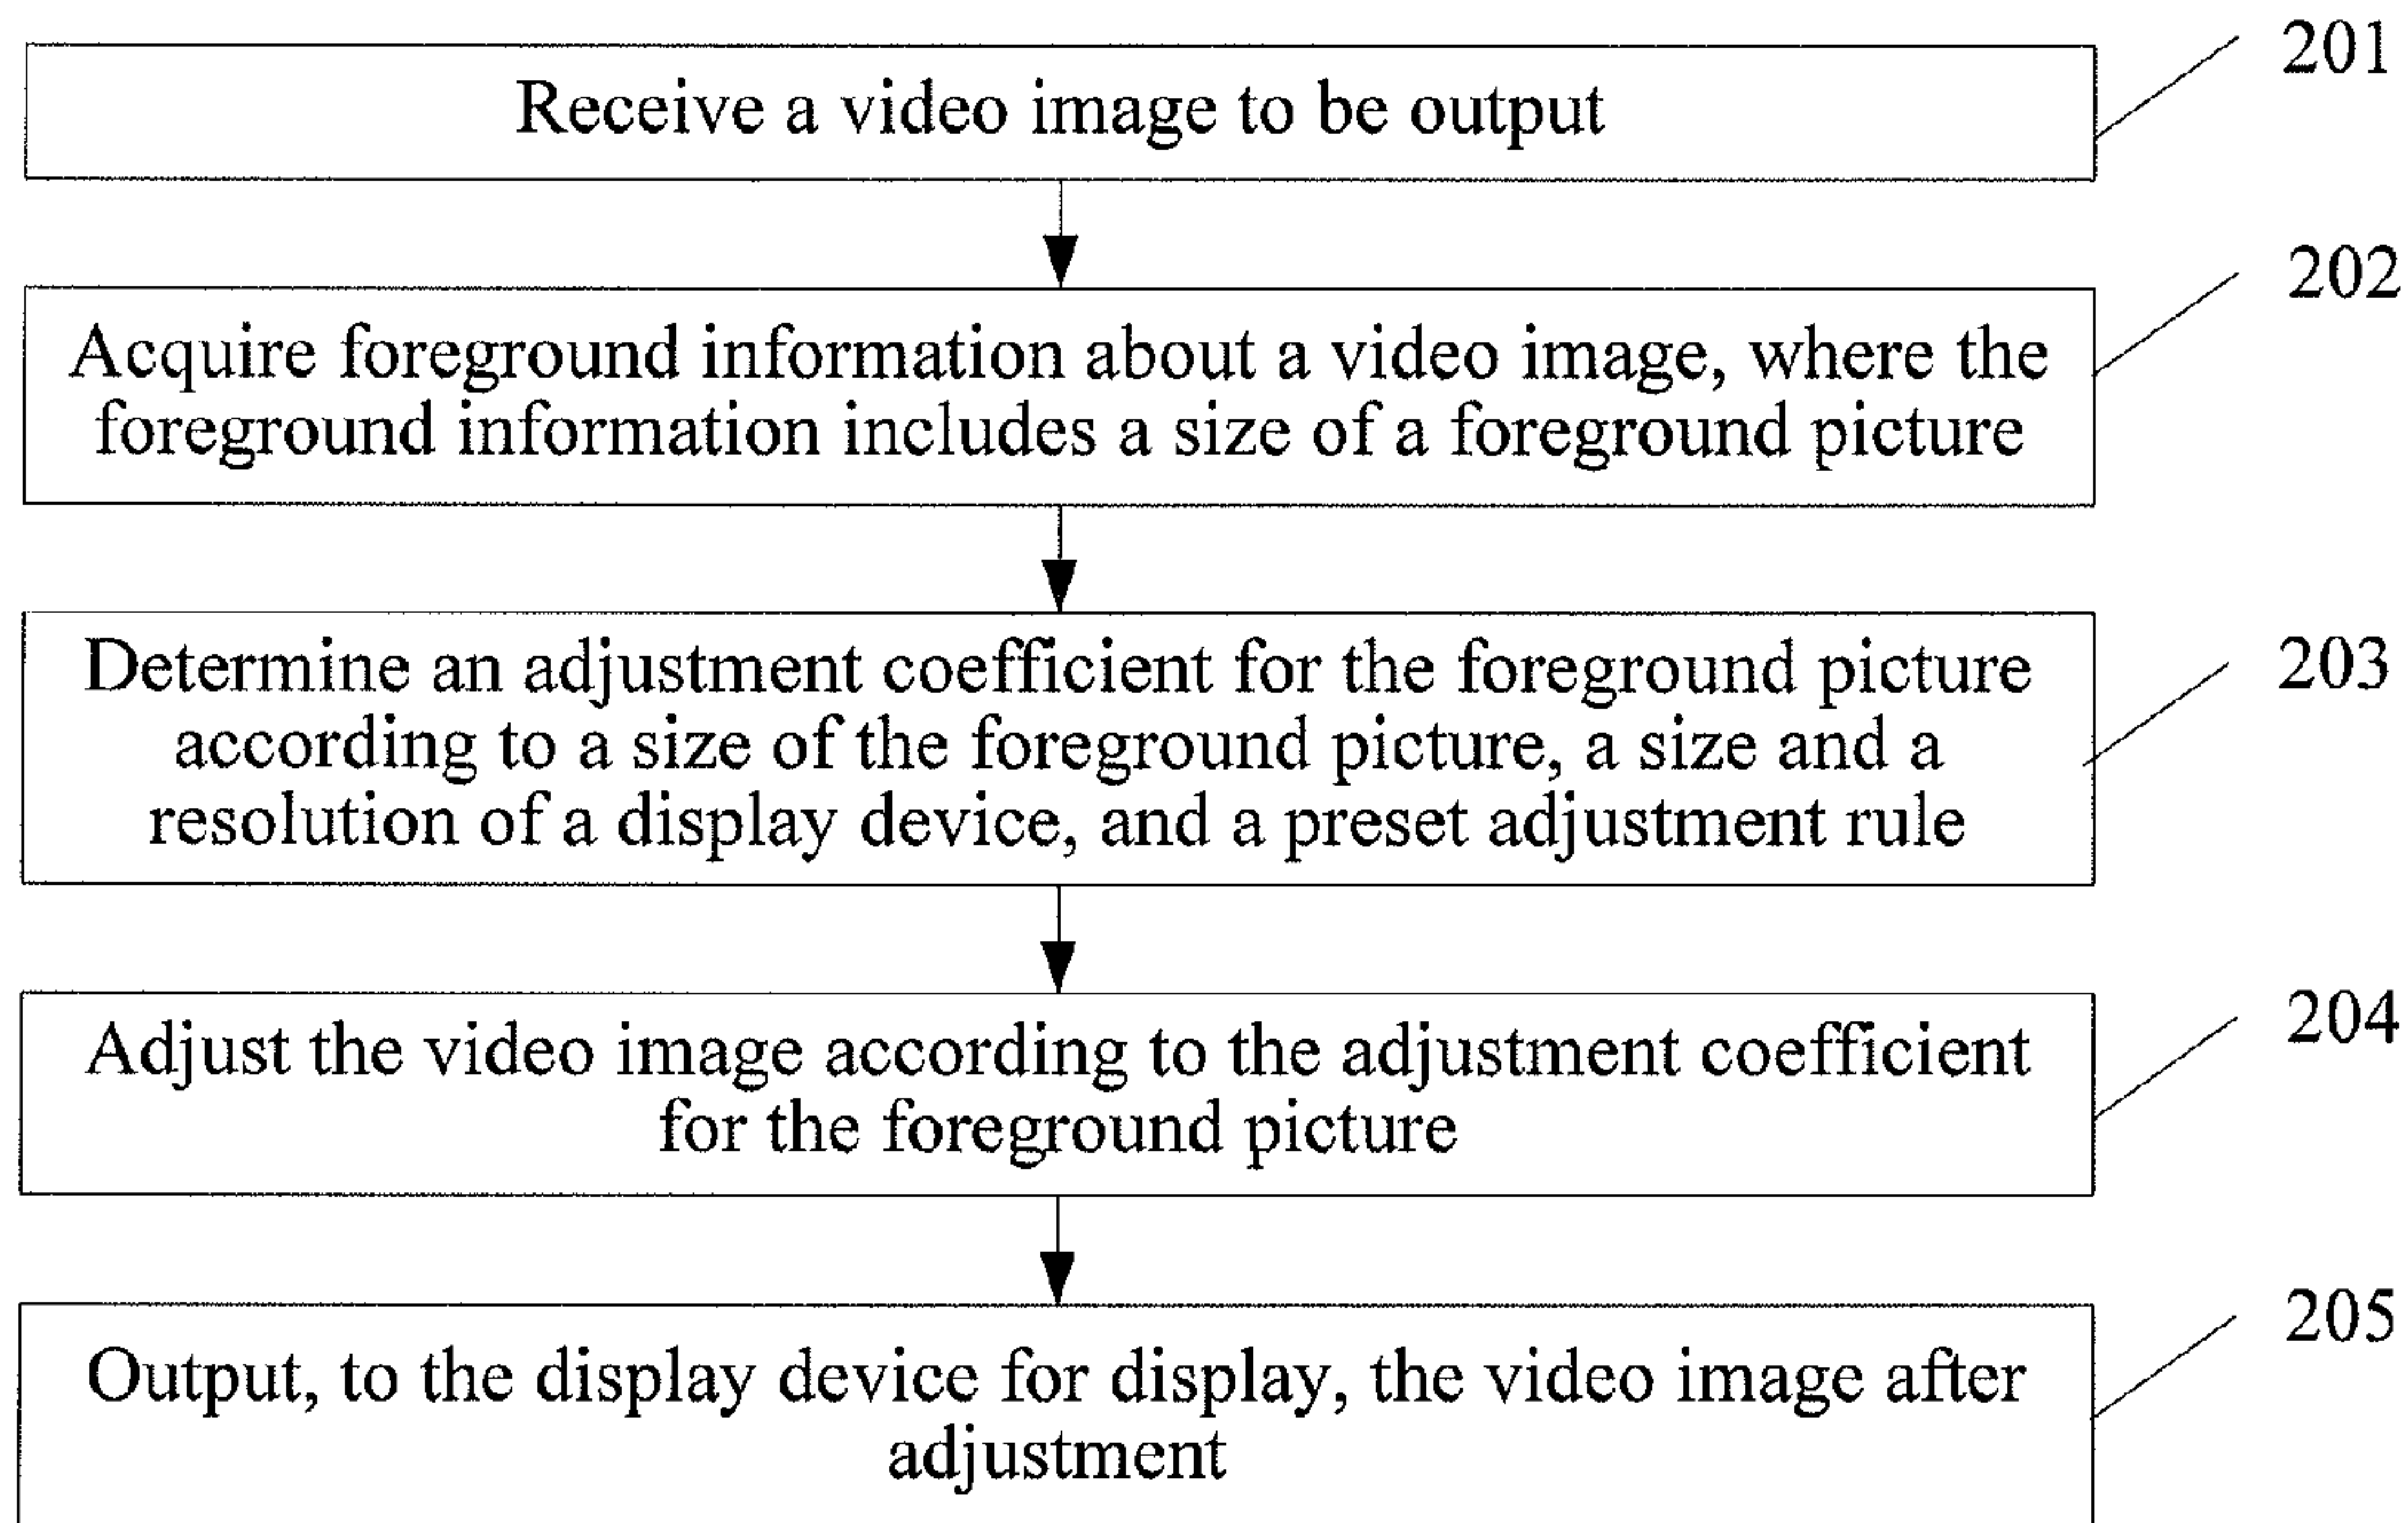 201
Receive a video image to be output
202
Acquire foreground information about a video image, where the
foreground information includes a size of a foreground picture
203
Determine an adjustment coefficient for the foreground picture
according to a size of the foreground picture, a size and a
resolution of a display device, and a preset adjustment rule
204
Adjust the video image according to the adjustment coefficient
for the foreground picture
205
Output, to the display device for display, the video image after
adjustment